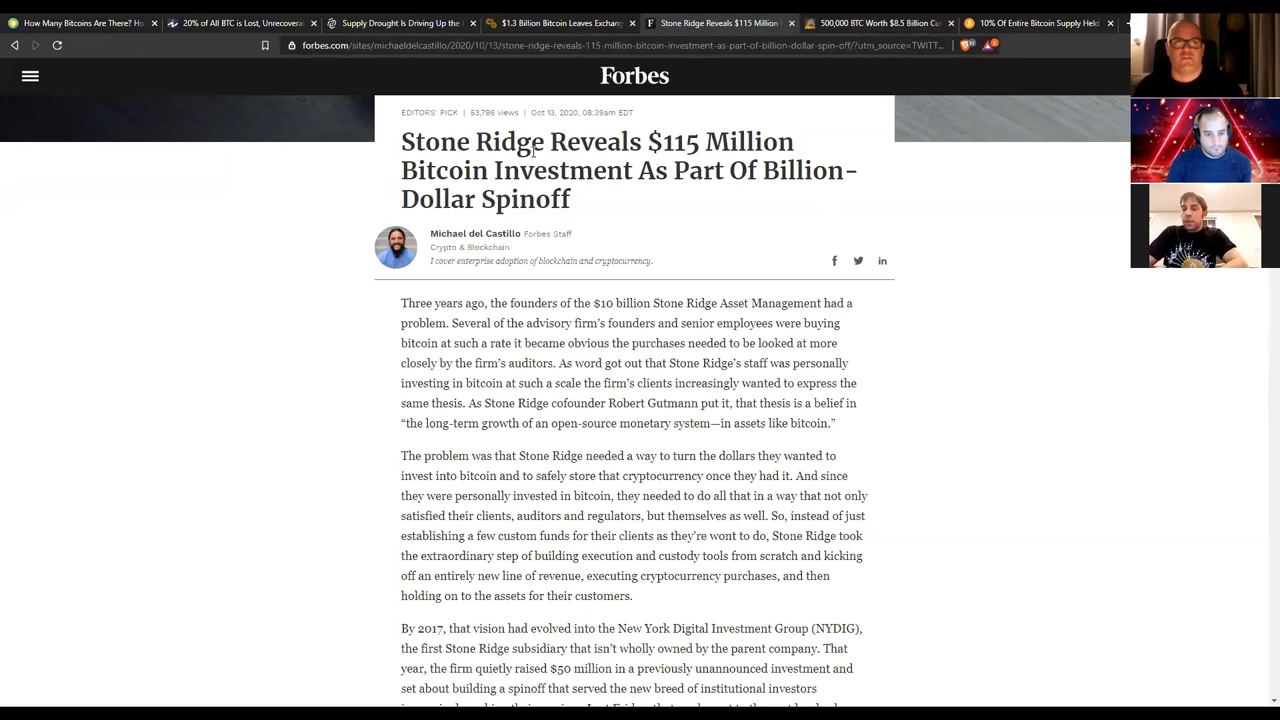 How Many Bitcoins Are There? Ho
20% of All BTC is Lost, Unrecover
Supply Drought Is Driving Up the
$1.3 Billion Bitcoin Leaves Exchan
Stone Ridge Reveals $115 Million
500,000 BTC Worth $8.5 Billion Cu
10% Of Entire Bitcoin Supply Held
forbes.com/sites/michaeldelcastillo/2020/10/13/stone-ridge-reveals-115-million-bitcoin-investment-as-part-of-billion-dollar-spin-off/?utm_source=TWITT...
Forbes
EDITORS' PICK | 53,796 views | Oct 13, 2020, 08:39am EDT
Stone Ridge Reveals $115 Million
Bitcoin Investment As Part Of Billion-
Dollar Spinoff
Michael del Castillo Forbes Staff
Crypto & Blockchain
I cover enterprise adoption of blockchain and cryptocurrency.
Three years ago, the founders of the $10 billion Stone Ridge Asset Management had a
problem. Several of the advisory firm's founders and senior employees were buying
bitcoin at such a rate it became obvious the purchases needed to be looked at more
closely by the firm's auditors. As word got out that Stone Ridge's staff was personally
investing in bitcoin at such a scale the firm's clients increasingly wanted to express the
same thesis. As Stone Ridge cofounder Robert Gutmann put it, that thesis is a belief in
“the long-term growth of an open-source monetary system—in assets like bitcoin.”
The problem was that Stone Ridge needed a way to turn the dollars they wanted to
invest into bitcoin and to safely store that cryptocurrency once they had it. And since
they were personally invested in bitcoin, they needed to do all that in a way that not only
satisfied their clients, auditors and regulators, but themselves as well. So, instead of just
establishing a few custom funds for their clients as they're wont to do, Stone Ridge took
the extraordinary step of building execution and custody tools from scratch and kicking
off an entirely new line of revenue, executing cryptocurrency purchases, and then
holding on to the assets for their customers.
By 2017, that vision had evolved into the New York Digital Investment Group (NYDIG),
the first Stone Ridge subsidiary that isn't wholly owned by the parent company. That
year, the firm quietly raised $50 million in a previously unannounced investment and
set about building a spinoff that served the new breed of institutional investors